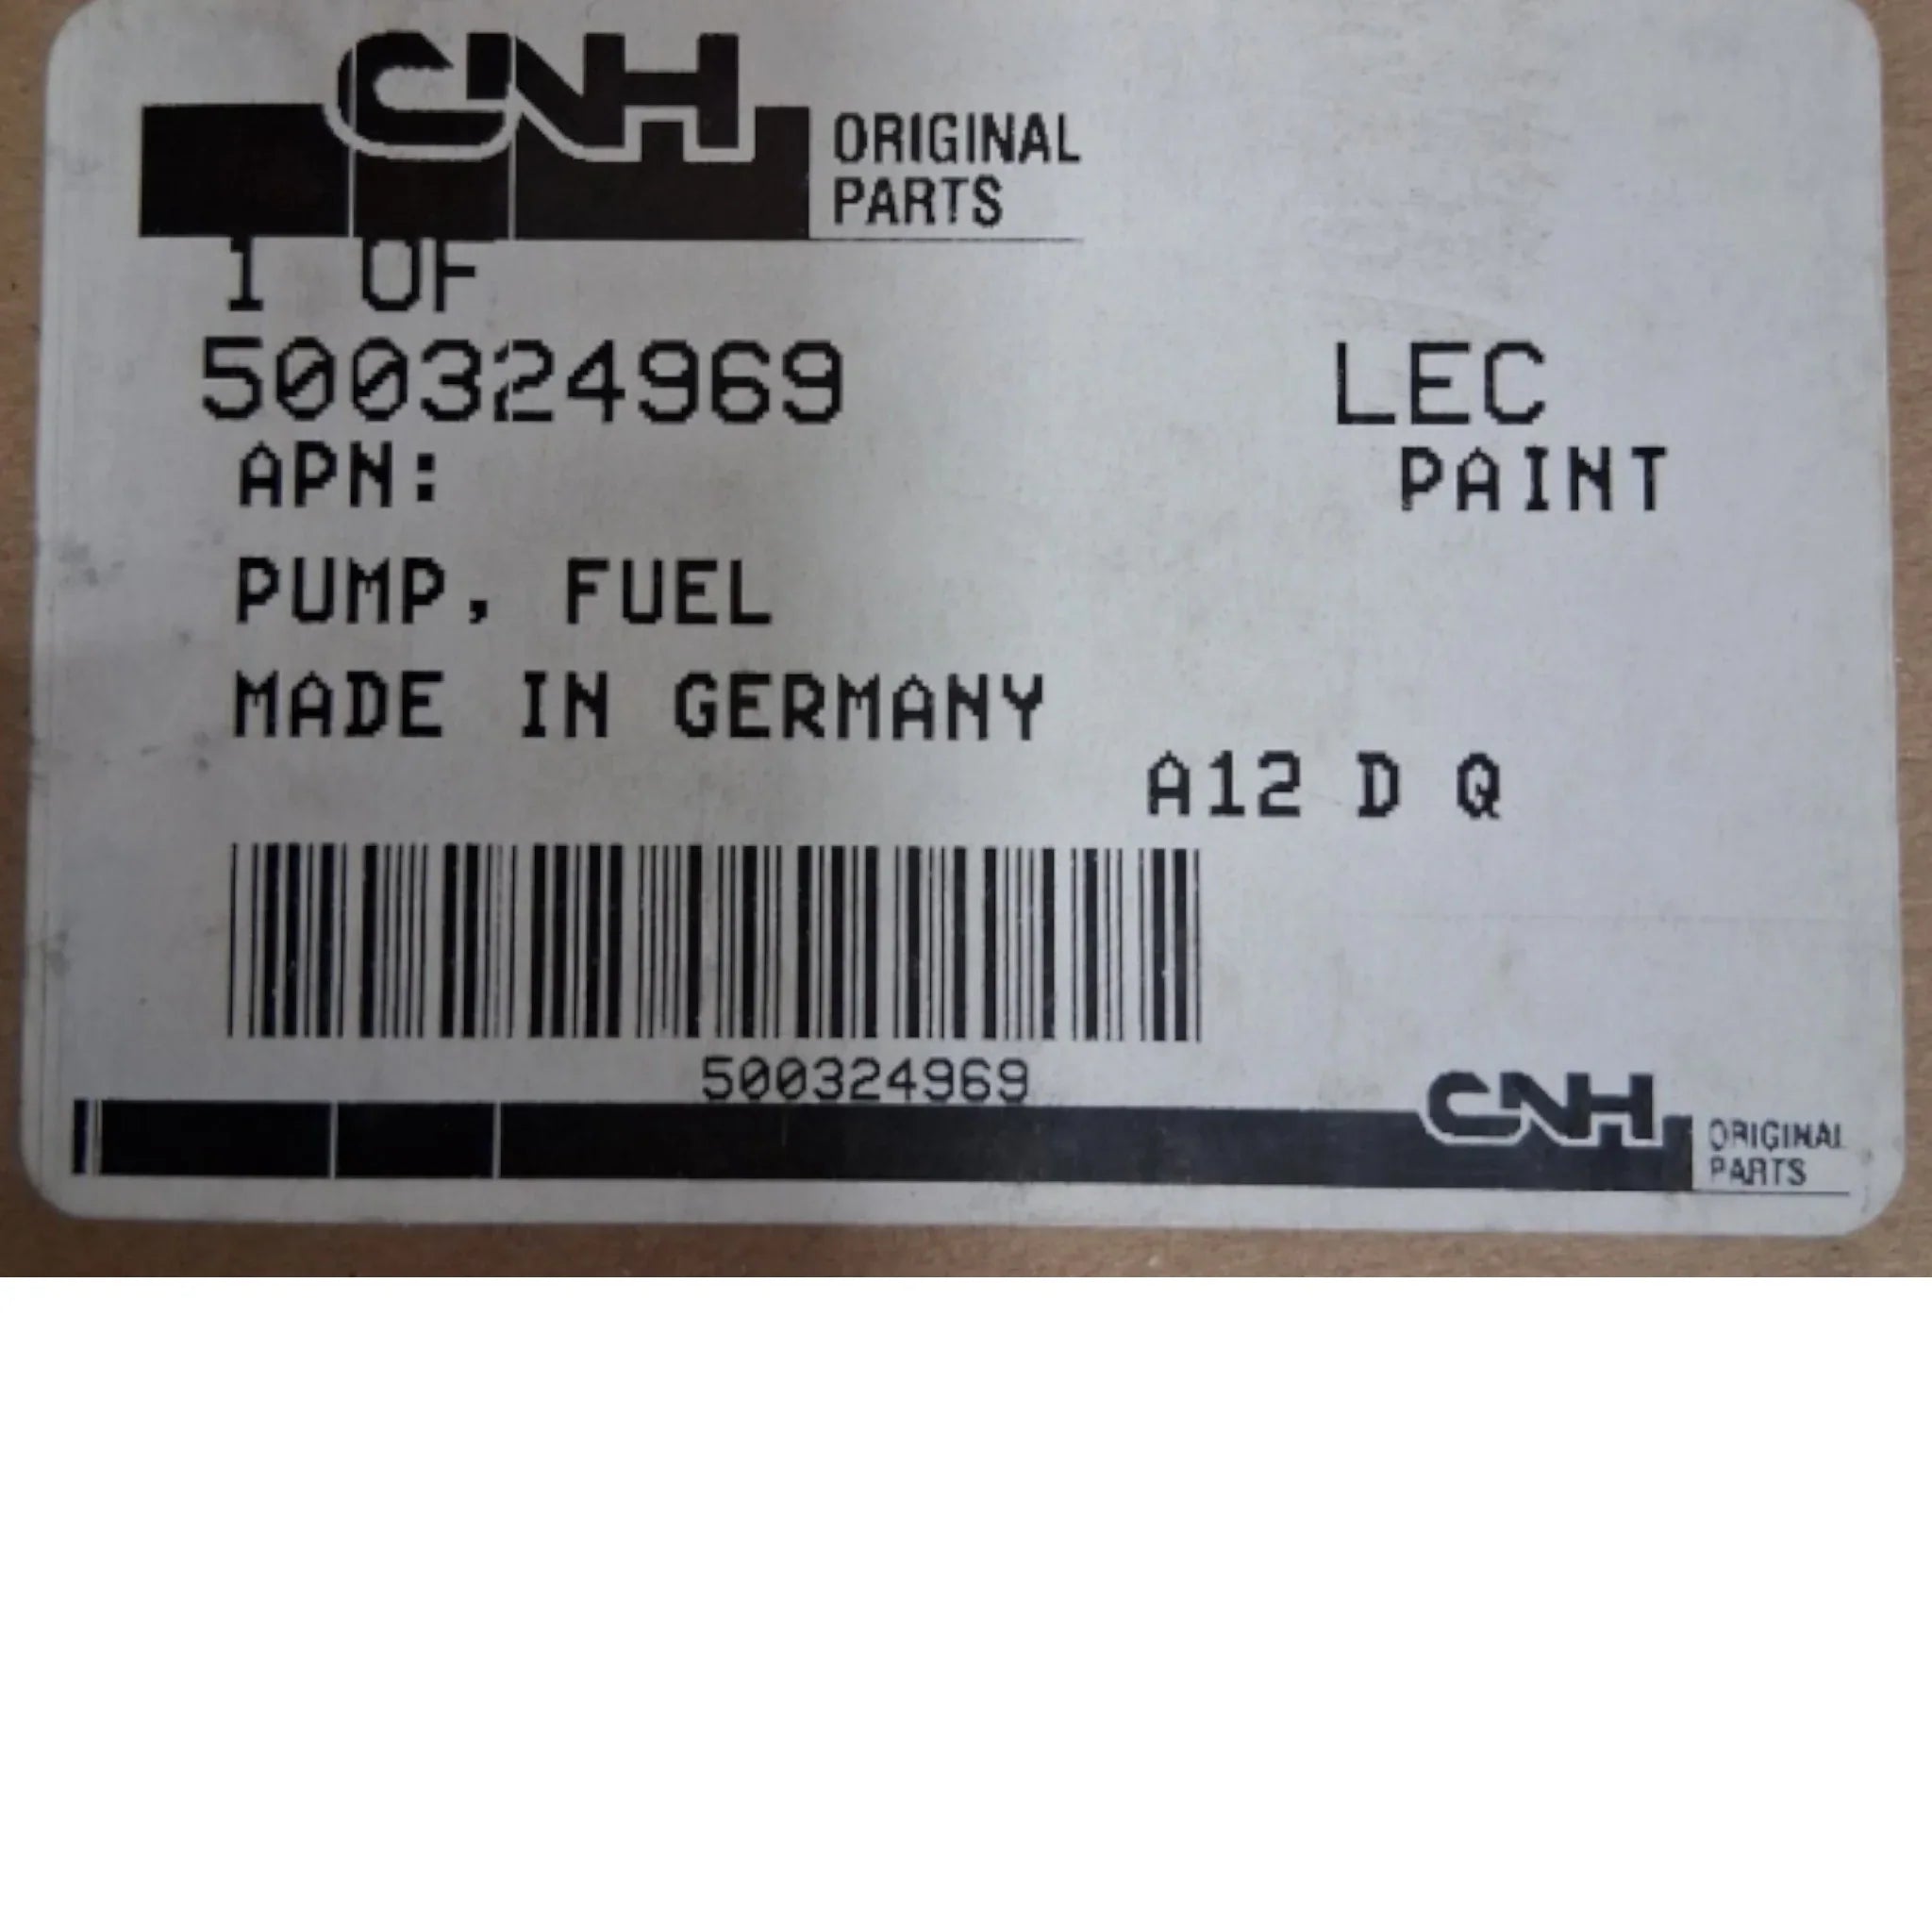 CNH ORIGINAL
PARTS
1 OF
500324969 LEC
APN: PAINT
PUMP, FUEL
MADE IN GERMANY
A12 D Q
500324969
CNH ORIGINAL
PARTS